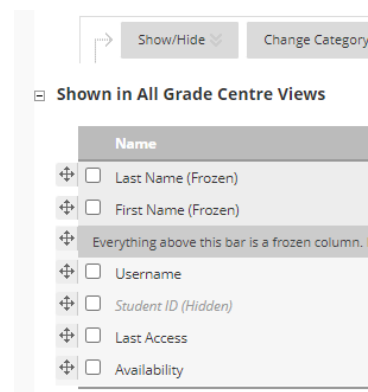 Show/Hide Change Category
Shown in All Grade Centre Views
Name
Last Name (Frozen)
First Name (Frozen)
Everything above this bar is a frozen column.
Username
Student ID (Hidden)
Last Access
Availability